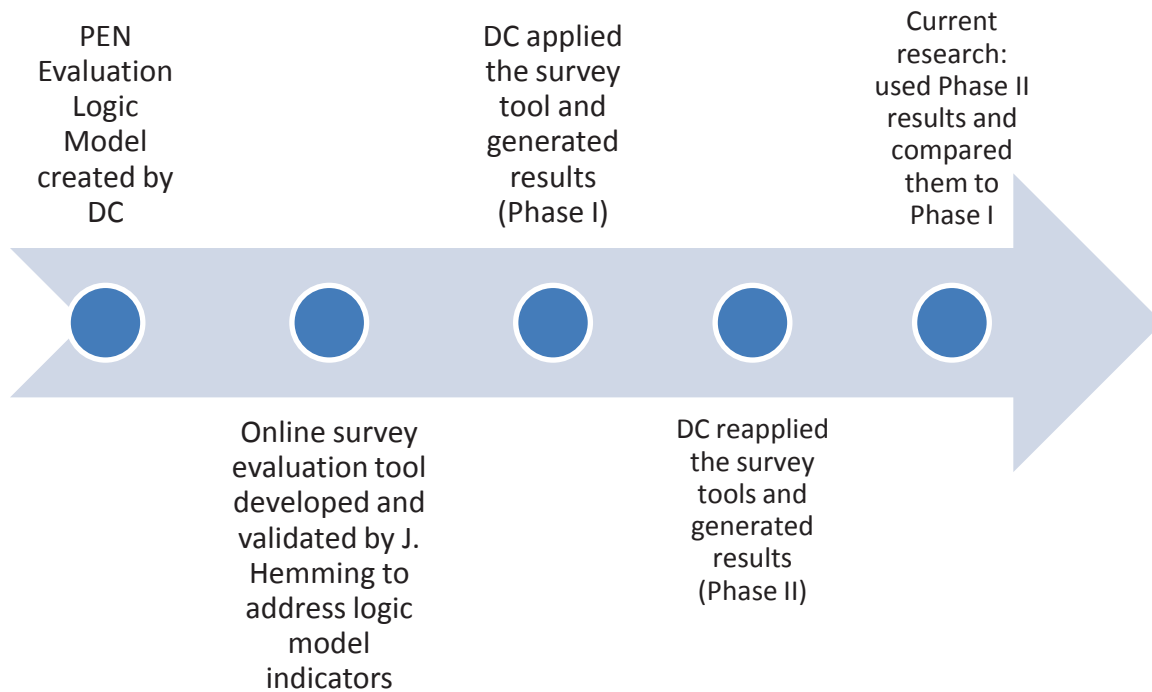 PEN
Evaluation
Logic
Model
created by
DC
Online survey
evaluation tool
developed and
validated by J.
Hemming to
address logic
model
indicators
DC applied
the survey
tool and
generated
results
(Phase I)
DC reapplied
the survey
tools and
generated
results
(Phase II)
Current
research:
used Phase II
results and
compared
them to
Phase I